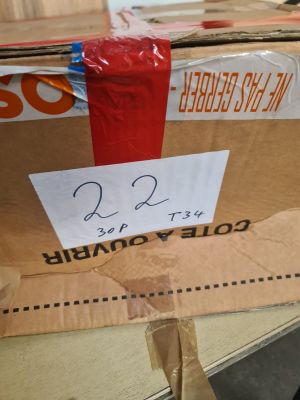 NE PAS GERBER -
22
30P T34
COTE A OUVRIR